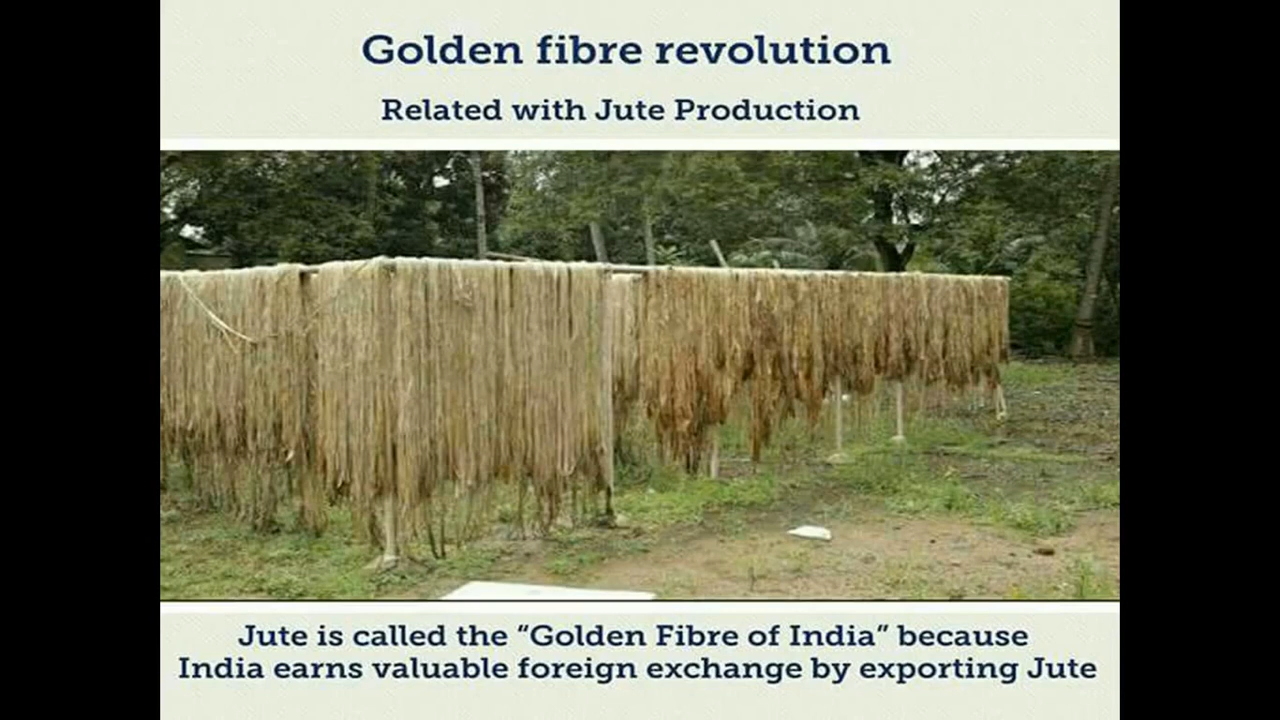 Golden fibre revolution
Related with Jute Production
Jute is called the “Golden Fibre of India” because
India earns valuable foreign exchange by exporting Jute